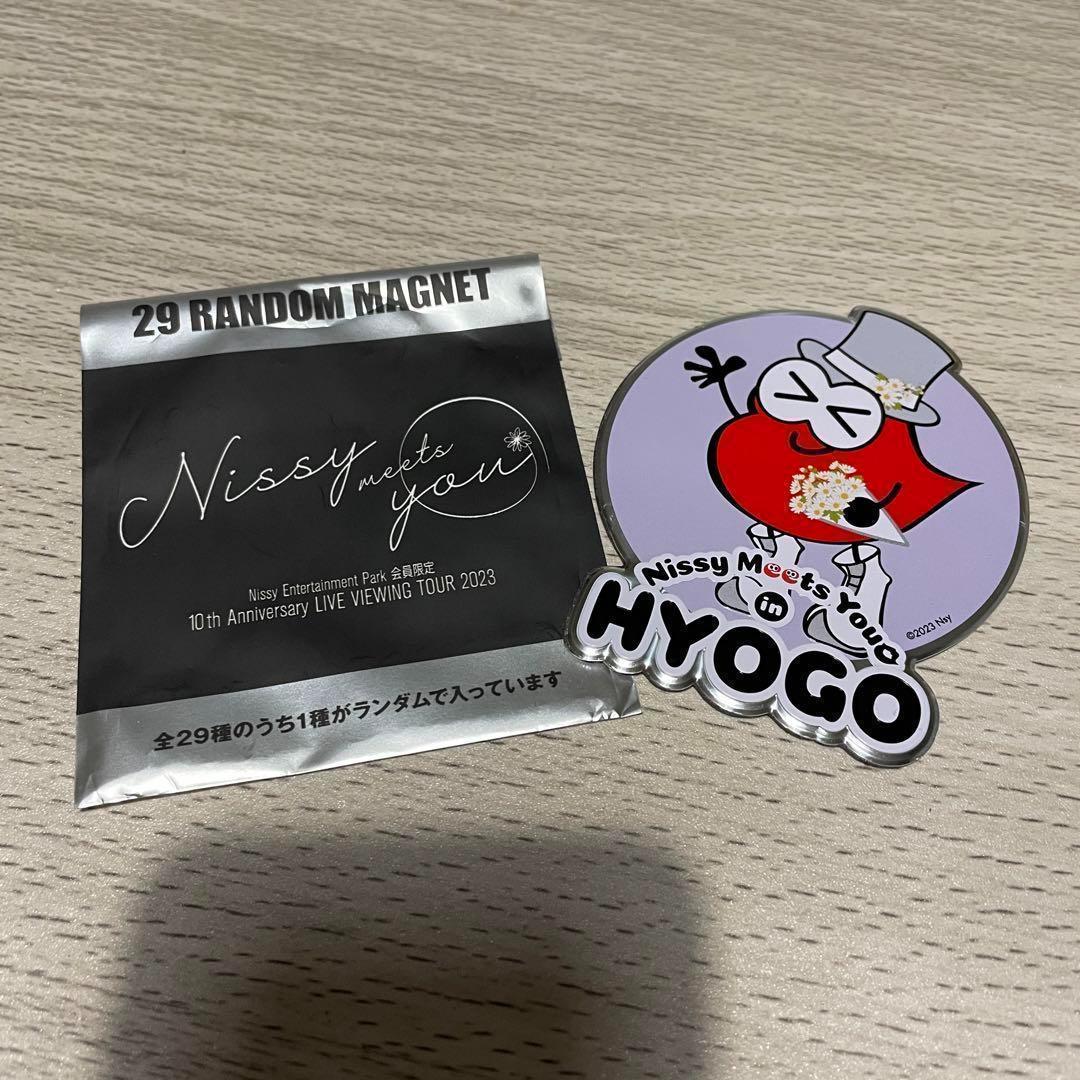 29 RANDOM MAGNET
Nissy meets you
Nissy Entertainment Park 会員限定
10th Anniversary LIVE VIEWING TOUR 2023
全29種のうち1種がランダムで入っています
Nissy Meets You
in
HYOGO
©2023 Nsy